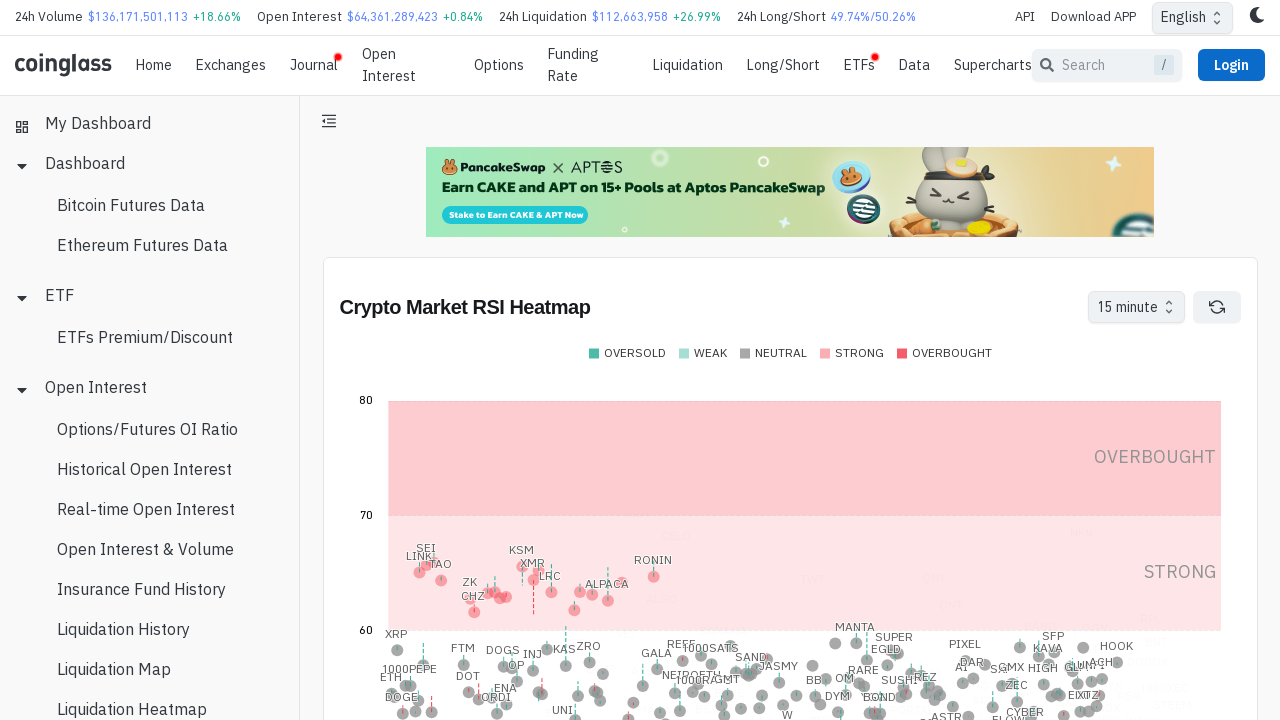 24h Volume $136,171,501,113 +18.66% Open Interest $64,361,289,423 +0.84% 24h Liquidation $112,663,958 +26.99% 24h Long/Short 49.74%/50.26% API Download APP English
coinglass Home Exchanges Journal Open Interest Options Funding Rate Liquidation Long/Short ETFs Data Supercharts Search / Login
My Dashboard
Dashboard
Bitcoin Futures Data
Ethereum Futures Data
ETF
ETFs Premium/Discount
Open Interest
Options/Futures OI Ratio
Historical Open Interest
Real-time Open Interest
Open Interest & Volume
Insurance Fund History
Liquidation History
Liquidation Map
Liquidation Heatmap
PancakeSwap X APTOS
Earn CAKE and APT on 15+ Pools at Aptos PancakeSwap
Stake to Earn CAKE & APT Now
Crypto Market RSI Heatmap
15 minute
OVERSOLD WEAK NEUTRAL STRONG OVERBOUGHT
80
OVERBOUGHT
70
STRONG
SEI
LINK
TAO
KSM
XMR
LRC
RONIN
ZK
CHZ
ALPACA
60
XRP
MANTA
SUPER
SFP
FTM
DOGS
INJ
KAS
ZRO
GALA
REEF
1000SATS
SAND
EGLD
PIXEL
KAVA
HOOK
1000PEPE
ETH
DOT
OP
JASMY
RARE
GMX
HIGH
ACH
DOGE
ENA
ORDI
GMT
BB
OM
SUSHI
REZ
ZEC
UNI
DYM
CYBER
ASTR